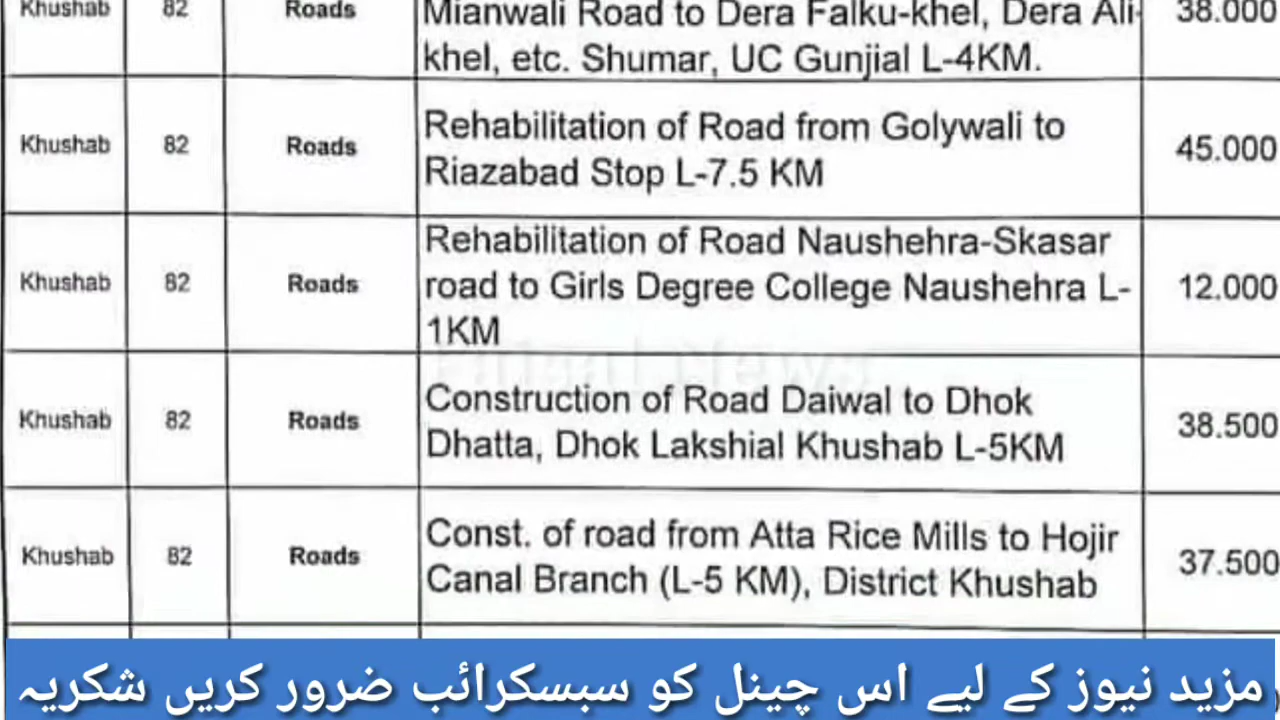 Khushab 82 Roads Mianwali Road to Dera Falku-khel, Dera Ali- 38.000
khel, etc. Shumar, UC Gunjial L-4KM.
Khushab 82 Roads Rehabilitation of Road from Golywali to 45.000
Riazabad Stop L-7.5 KM
Khushab 82 Roads Rehabilitation of Road Naushehra-Skasar 12.000
road to Girls Degree College Naushehra L-
1KM
Khushab 82 Roads Construction of Road Daiwal to Dhok 38.500
Dhatta, Dhok Lakshial Khushab L-5KM
Khushab 82 Roads Const. of road from Atta Rice Mills to Hojir 37.500
Canal Branch (L-5 KM), District Khushab
مزید نیوز کے لیے اس چینل کو سبسکرائب ضرور کریں شکریہ